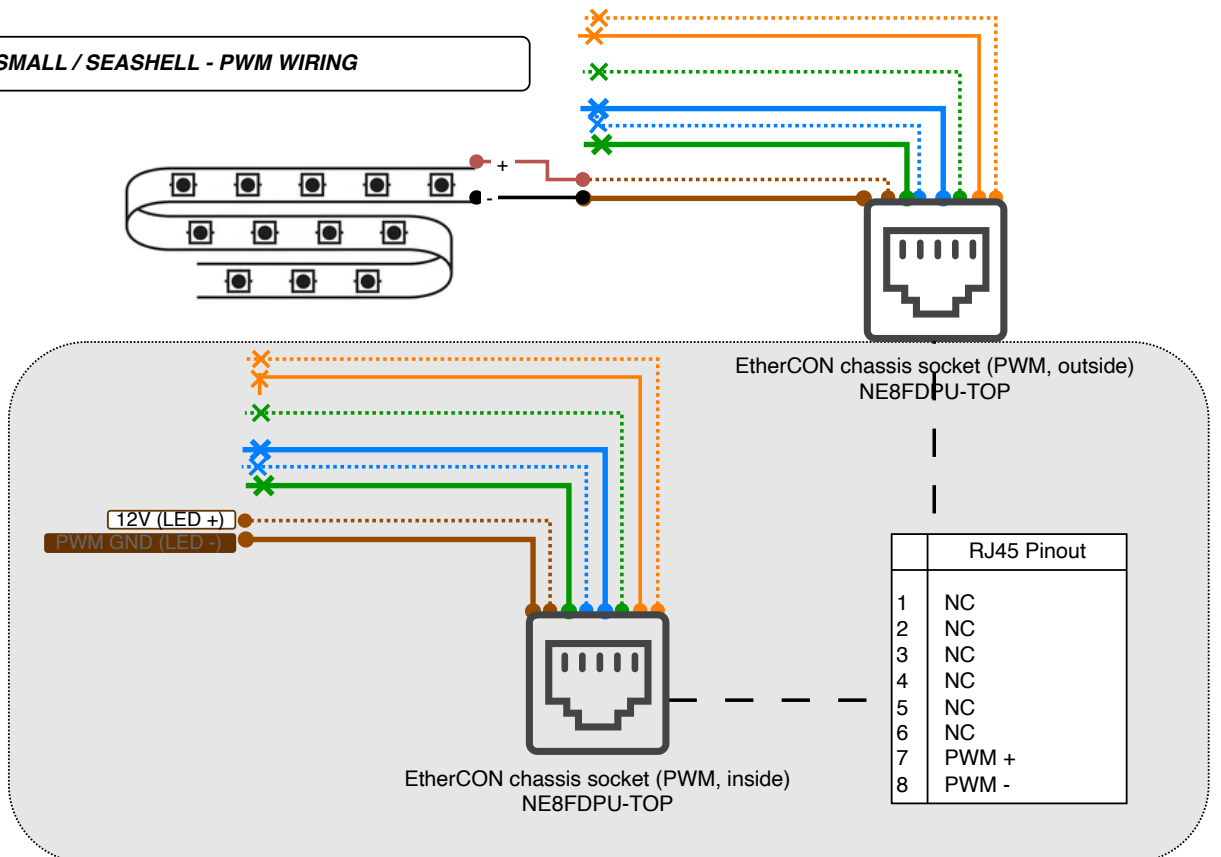 SMALL / SEASHELL - PWM WIRING
+
-
EtherCON chassis socket (PWM, outside)
NE8FDPU-TOP
12V (LED +)
PWM GND (LED -)
RJ45 Pinout
1 NC
2 NC
3 NC
4 NC
5 NC
6 NC
7 PWM +
8 PWM -
EtherCON chassis socket (PWM, inside)
NE8FDPU-TOP